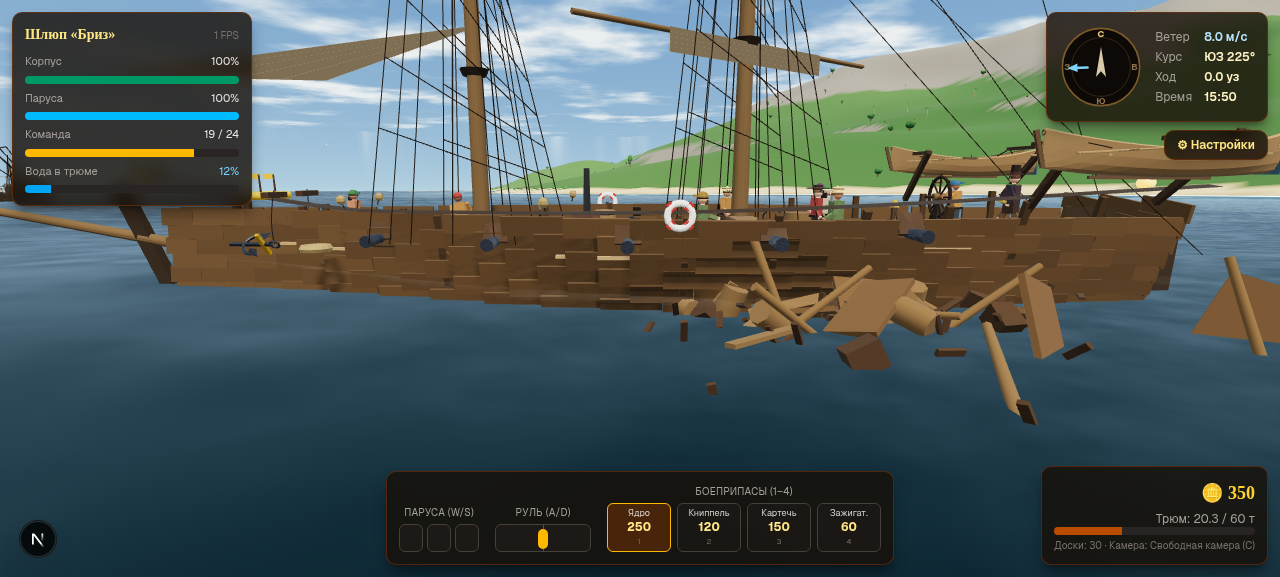 Шлюп «Бриз» 1 FPS
Корпус 100%
Паруса 100%
Команда 19 / 24
Вода в трюме 12%
С
З В
Ю
Ветер 8.0 м/с
Курс ЮЗ 225°
Ход 0.0 уз
Время 15:50
⚙ Настройки
ПАРУСА (W/S)
РУЛЬ (A/D)
БОЕПРИПАСЫ (1–4)
Ядро
250
1
Книппель
120
2
Картечь
150
3
Зажигат.
60
4
350
Трюм: 20.3 / 60 т
Доски: 30 · Камера: Свободная камера (C)
N